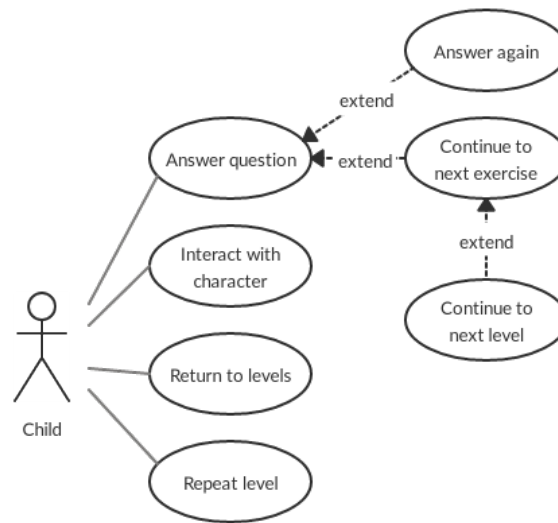 Answer again
extend
Answer question
extend
Continue to
next exercise
Interact with
character
extend
Continue to
next level
Return to levels
Child
Repeat level